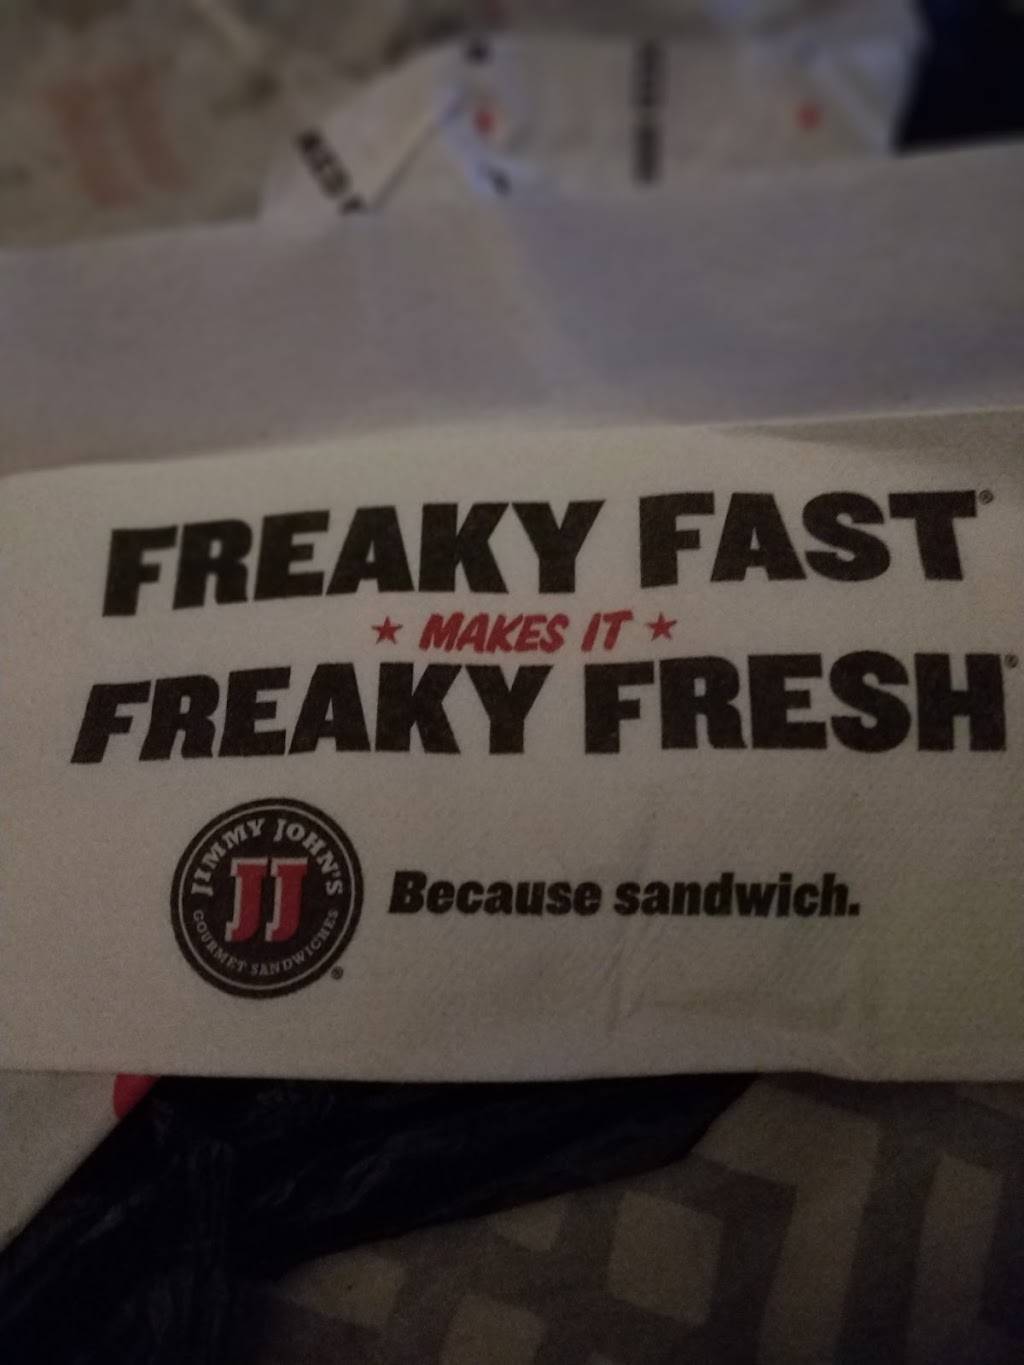 FREAKY FAST®
★ MAKES IT ★
FREAKY FRESH®
JIMMY JOHN'S
JJ
GOURMET SANDWICHES
®
Because sandwich.